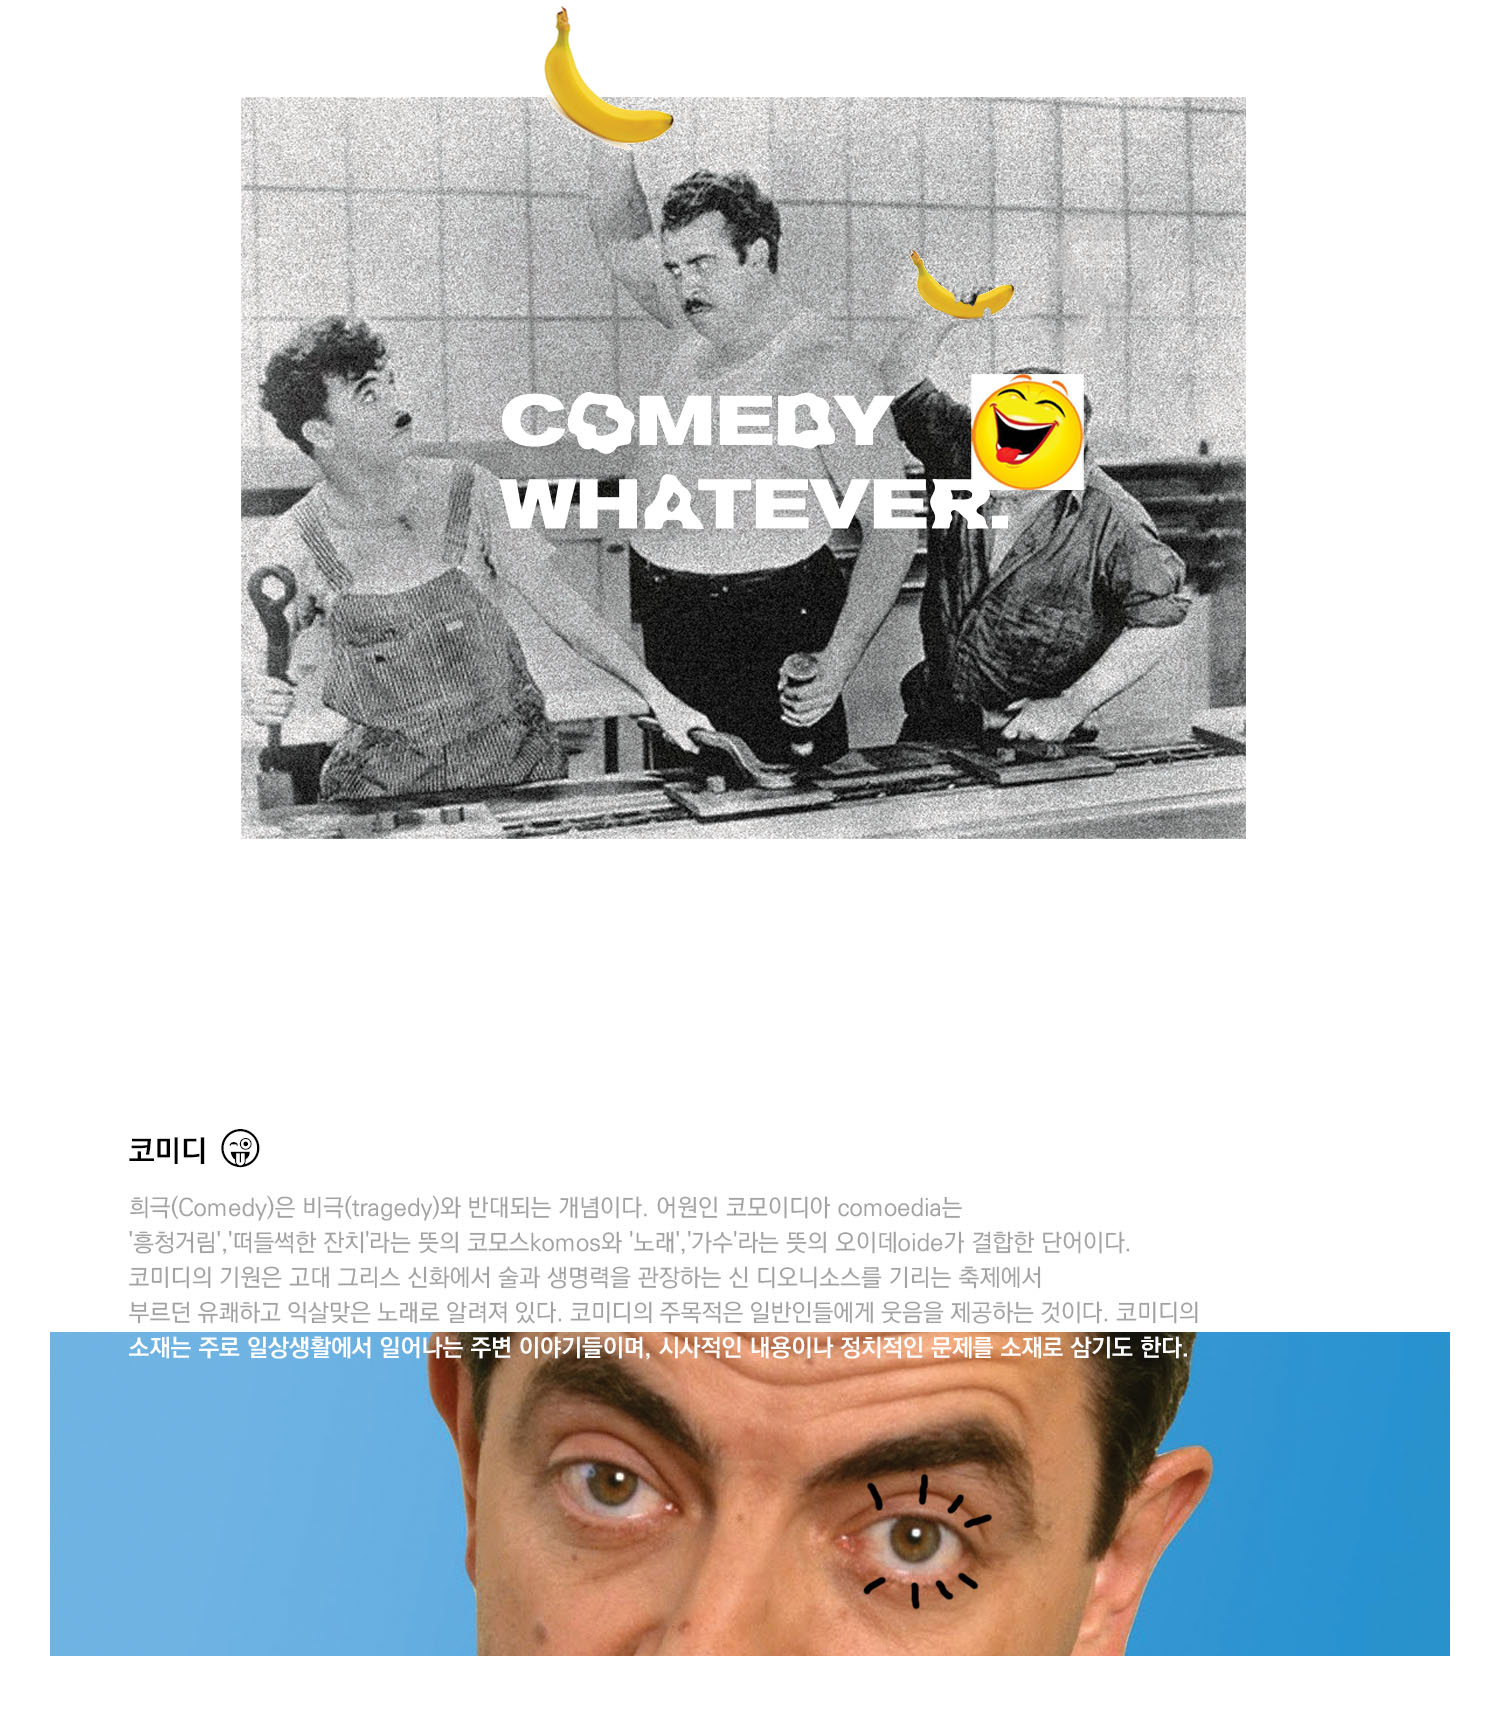 COMEDY
WHATEVER.
코미디
희극(Comedy)은 비극(tragedy)와 반대되는 개념이다. 어원인 코모이디아 comoedia는
'흥청거림','떠들썩한 잔치'라는 뜻의 코모스komos와 '노래','가수'라는 뜻의 오이데oide가 결합한 단어이다.
코미디의 기원은 고대 그리스 신화에서 술과 생명력을 관장하는 신 디오니소스를 기리는 축제에서
부르던 유쾌하고 익살맞은 노래로 알려져 있다. 코미디의 주목적은 일반인들에게 웃음을 제공하는 것이다. 코미디의
소재는 주로 일상생활에서 일어나는 주변 이야기들이며, 시사적인 내용이나 정치적인 문제를 소재로 삼기도 한다.